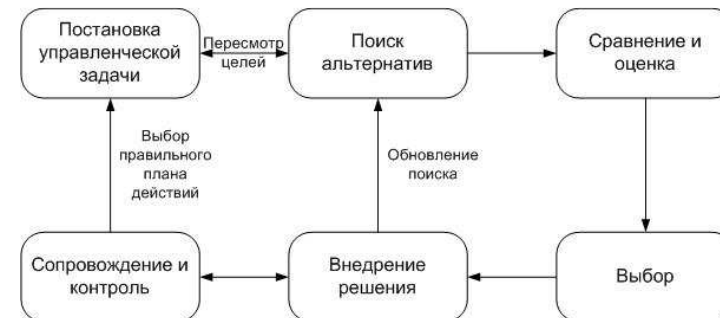 Постановка
управленческой
задачи
Пересмотр
целей
Поиск
альтернатив
Сравнение и
оценка
Выбор
правильного
плана
действий
Обновление
поиска
Сопровождение и
контроль
Внедрение
решения
Выбор